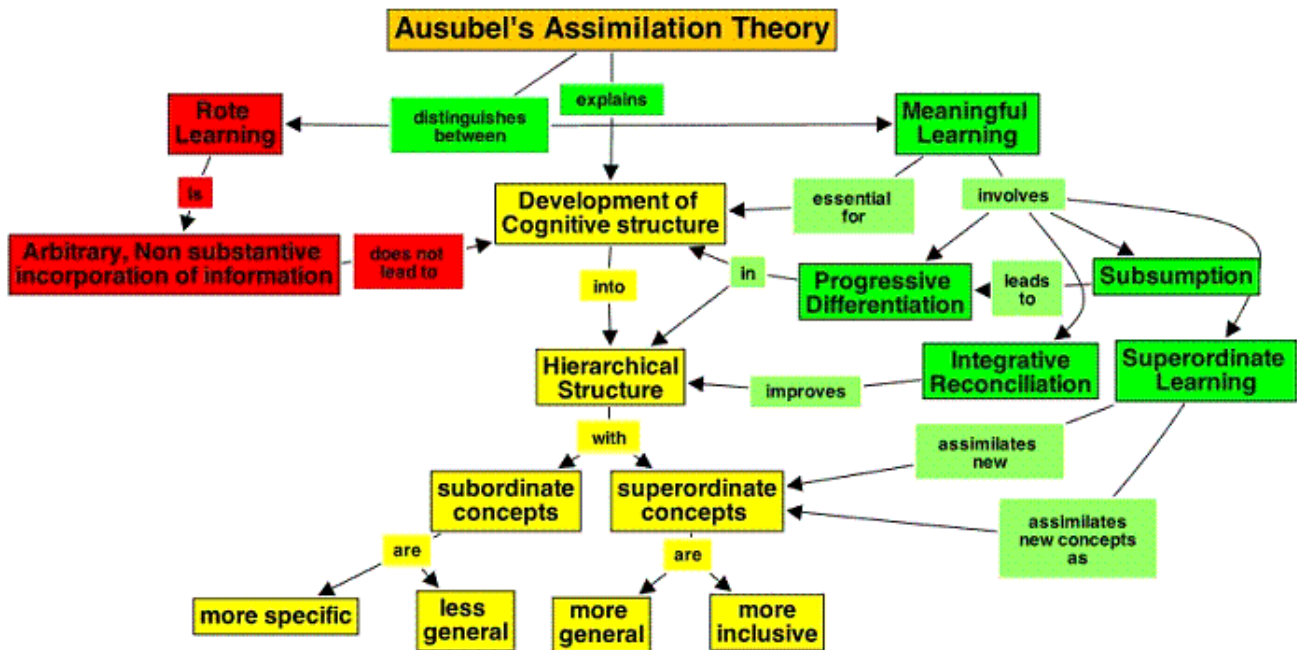 Ausubel's Assimilation Theory
Rote
Learning
distinguishes
between
explains
Meaningful
Learning
is
Development of
Cognitive structure
essential
for
involves
Arbitrary, Non substantive
incorporation of information
does not
lead to
into
in
Progressive
Differentiation
leads
to
Subsumption
Hierarchical
Structure
improves
Integrative
Reconciliation
Superordinate
Learning
with
assimilates
new
subordinate
concepts
superordinate
concepts
assimilates
new concepts
as
are
are
more specific
less
general
more
general
more
inclusive